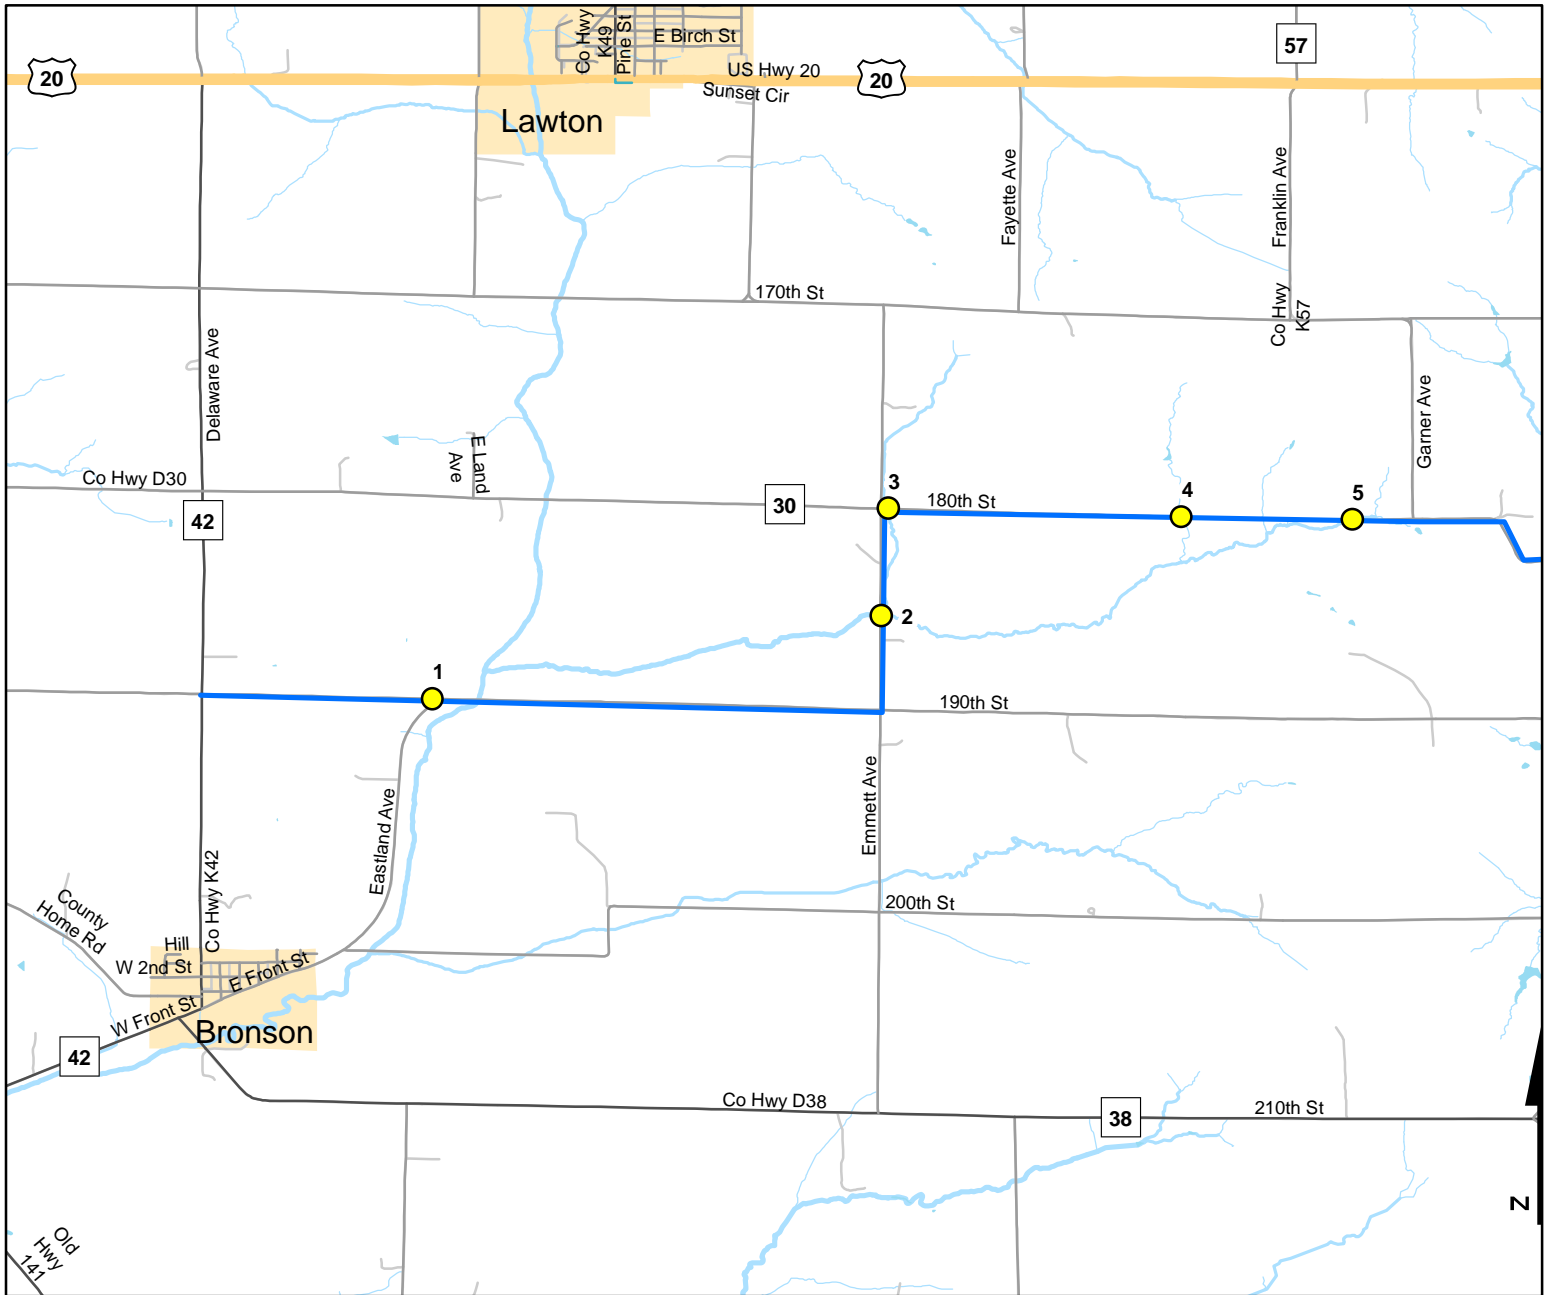 Co Hwy
K49
Pine St
E Birch St
57
20
US Hwy 20
20
Sunset Cir
Lawton
Fayette Ave
Franklin Ave
170th St
Co Hwy
K57
Delaware Ave
Garner Ave
E Land
Ave
Co Hwy D30
42
30
3
180th St
4
5
2
1
190th St
Emmett Ave
Eastland Ave
Co Hwy K42
200th St
County
Home Rd
Hill
W 2nd St
E Front St
W Front St
Bronson
42
Co Hwy D38
38
210th St
N
Old
Hwy
141